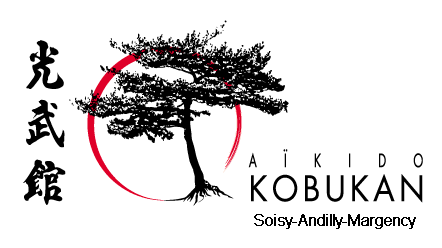 光武館
AÏKIDO
KOBUKAN
Soisy-Andilly-Margency